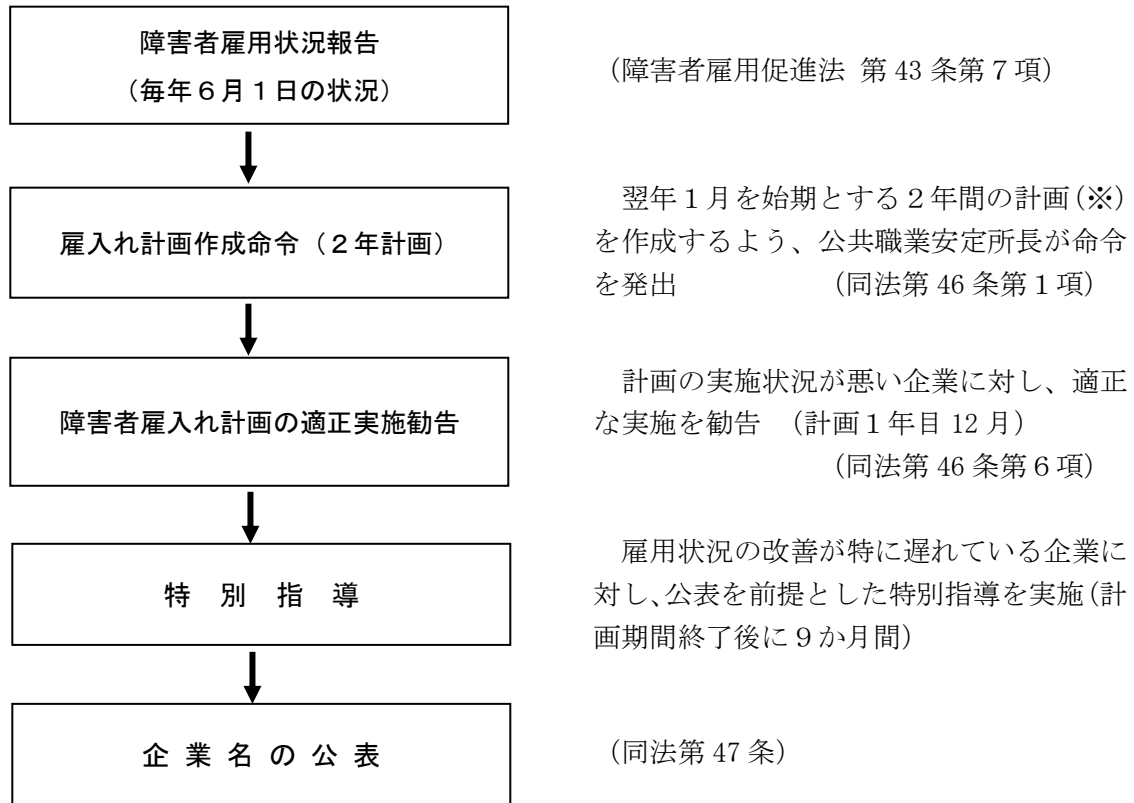 障害者雇用状況報告
（毎年６月１日の状況）
（障害者雇用促進法 第 43 条第７項）
雇入れ計画作成命令（２年計画）
翌年１月を始期とする２年間の計画（※）
を作成するよう、公共職業安定所長が命令
を発出　（同法第 46 条第１項）
障害者雇入れ計画の適正実施勧告
計画の実施状況が悪い企業に対し、適正
な実施を勧告　（計画１年目 12 月）
（同法第 46 条第６項）
特　別　指　導
雇用状況の改善が特に遅れている企業に
対し、公表を前提とした特別指導を実施（計
画期間終了後に９か月間）
企 業 名 の 公 表
（同法第 47 条）